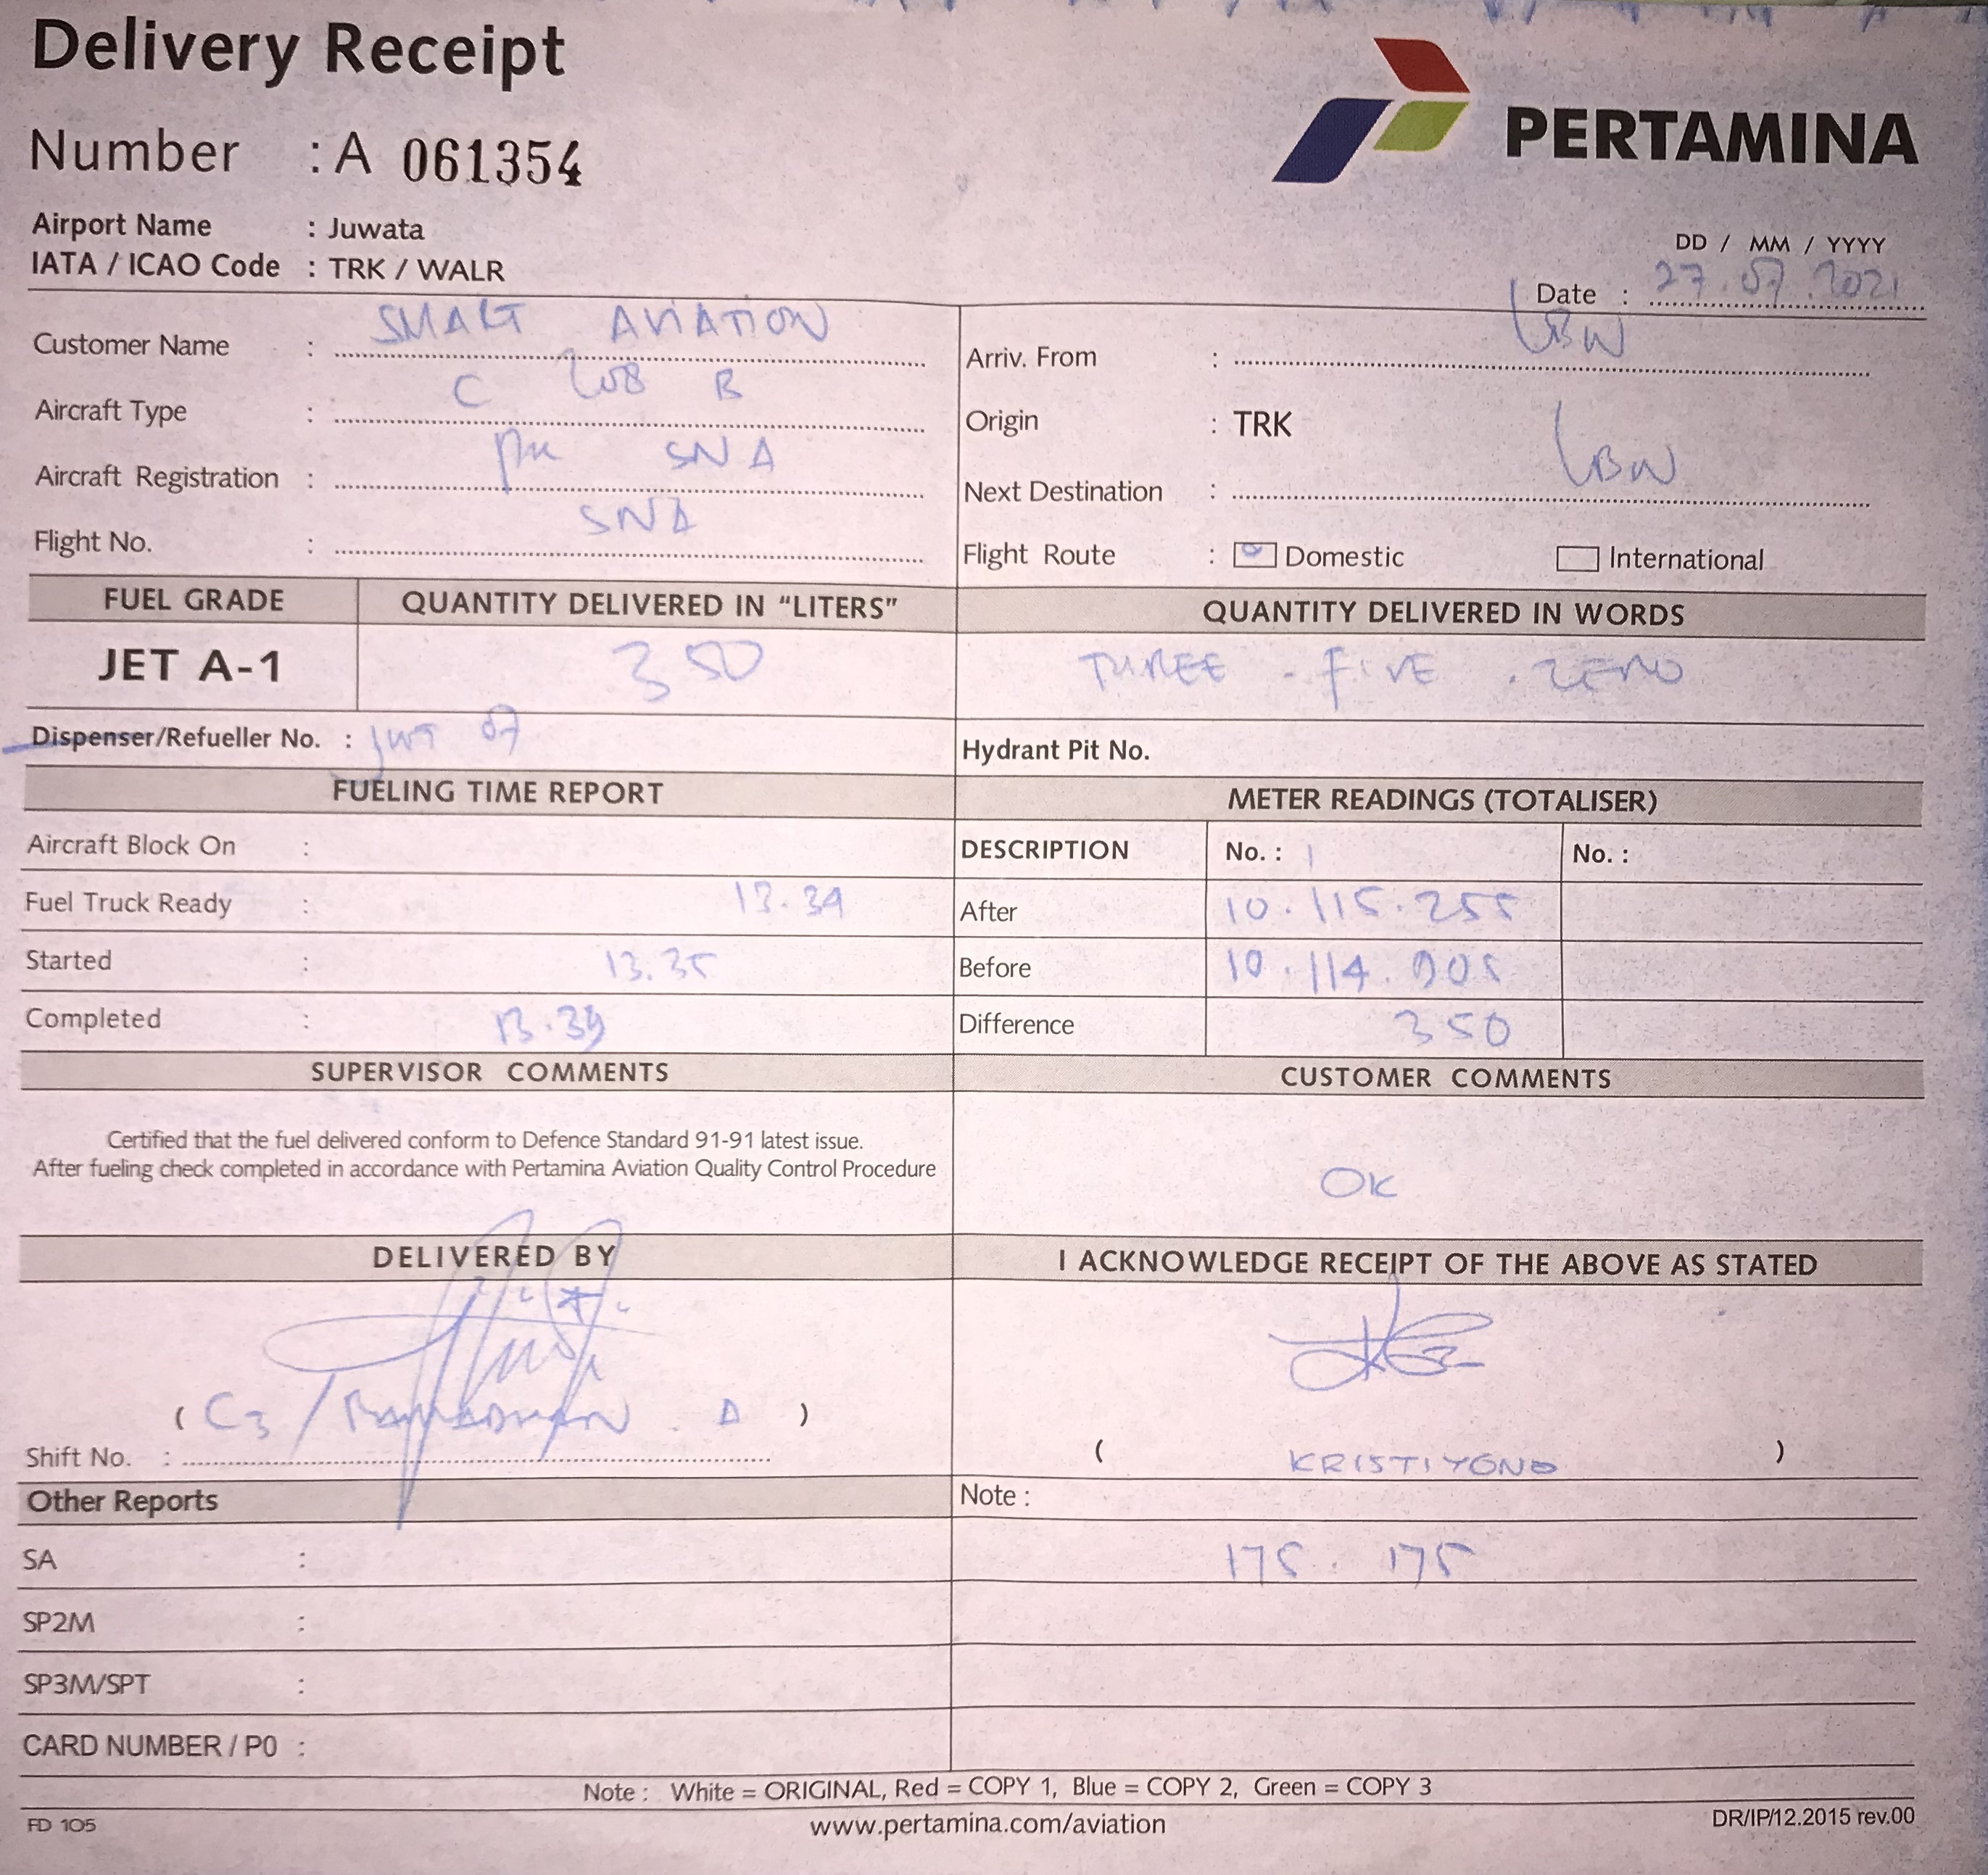 Delivery Receipt
PERTAMINA
Number : A 061354
Airport Name : Juwata
IATA / ICAO Code : TRK / WALR
DD / MM / YYYY
Date : 27.07.2021
Customer Name : SMART AVIATION
Arriv. From : LBW
Aircraft Type : C 208 B
Origin : TRK
Aircraft Registration : PK SNA
Next Destination : LBW
Flight No. : SNA
Flight Route : Domestic International
FUEL GRADE QUANTITY DELIVERED IN “LITERS” QUANTITY DELIVERED IN WORDS
JET A-1 350 THREE - FIVE . ZERO
Dispenser/Refueller No. : JWT 07 Hydrant Pit No.
FUELING TIME REPORT METER READINGS (TOTALISER)
Aircraft Block On : DESCRIPTION No. : 1 No. :
Fuel Truck Ready : 13.34 After 10.115.255
Started : 13.35 Before 10.114.905
Completed : 13.39 Difference 350
SUPERVISOR COMMENTS CUSTOMER COMMENTS
Certified that the fuel delivered conform to Defence Standard 91-91 latest issue.
After fueling check completed in accordance with Pertamina Aviation Quality Control Procedure
OK
DELIVERED BY I ACKNOWLEDGE RECEIPT OF THE ABOVE AS STATED
( C3 / RAMADHAN A )
Shift No. : ( KRISTIYONO )
Other Reports Note :
SA : 175 . 175
SP2M :
SP3M/SPT :
CARD NUMBER / P0 :
Note : White = ORIGINAL, Red = COPY 1, Blue = COPY 2, Green = COPY 3
FD 105 www.pertamina.com/aviation DR/IP/12.2015 rev.00